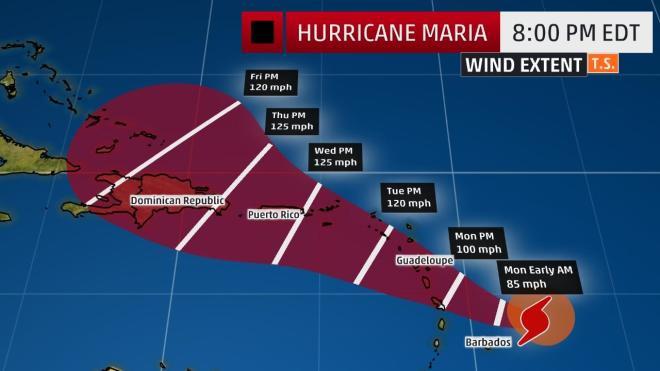 HURRICANE MARIA
8:00 PM EDT
WIND EXTENT T.S.
Fri PM
120 mph
Thu PM
125 mph
Wed PM
125 mph
Tue PM
120 mph
Mon PM
100 mph
Mon Early AM
85 mph
Dominican Republic
Puerto Rico
Guadeloupe
Barbados